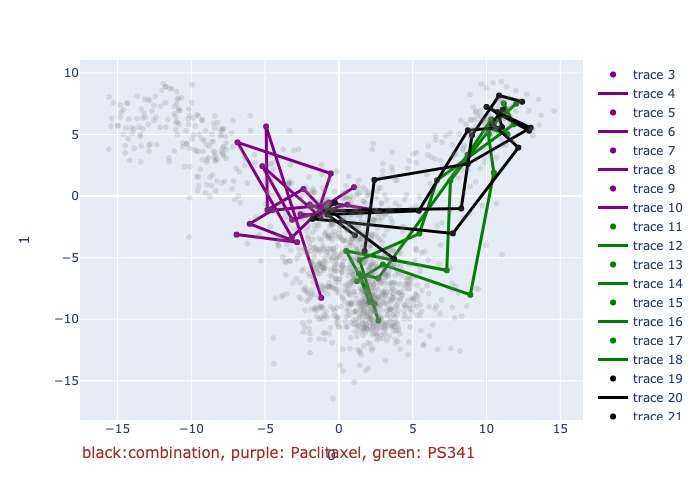 10
5
0
−5
−10
−15
1
−15
−10
−5
0
5
10
15
0
black:combination, purple: Paclitaxel, green: PS341
trace 3
trace 4
trace 5
trace 6
trace 7
trace 8
trace 9
trace 10
trace 11
trace 12
trace 13
trace 14
trace 15
trace 16
trace 17
trace 18
trace 19
trace 20
trace 21